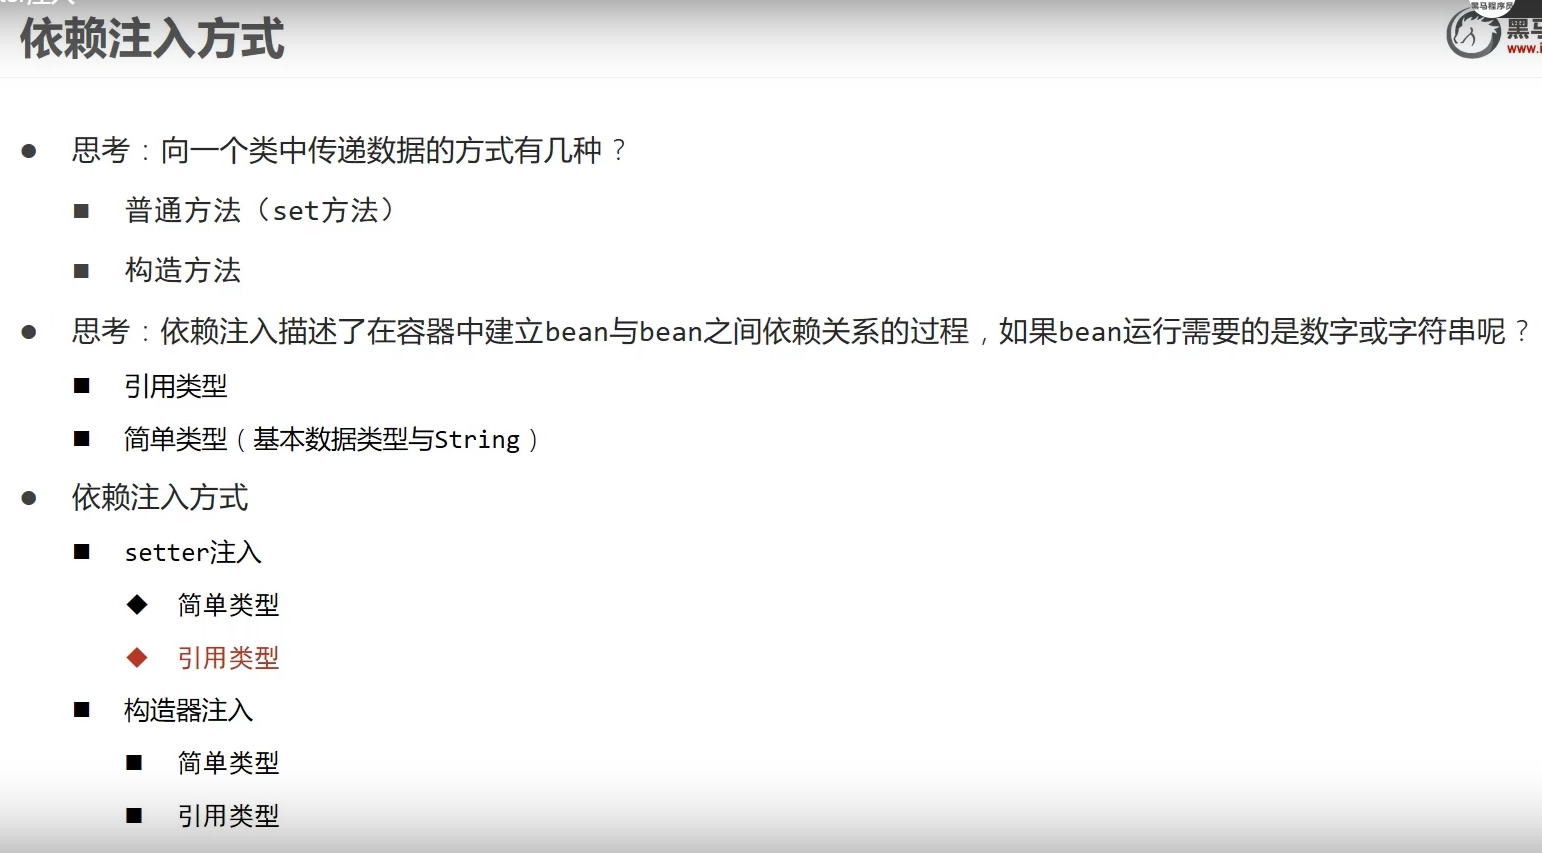 依赖注入方式
黑马程序员
www.i
思考：向一个类中传递数据的方式有几种？
普通方法（set方法）
构造方法
思考：依赖注入描述了在容器中建立bean与bean之间依赖关系的过程，如果bean运行需要的是数字或字符串呢？
引用类型
简单类型（基本数据类型与String）
依赖注入方式
setter注入
简单类型
引用类型
构造器注入
简单类型
引用类型